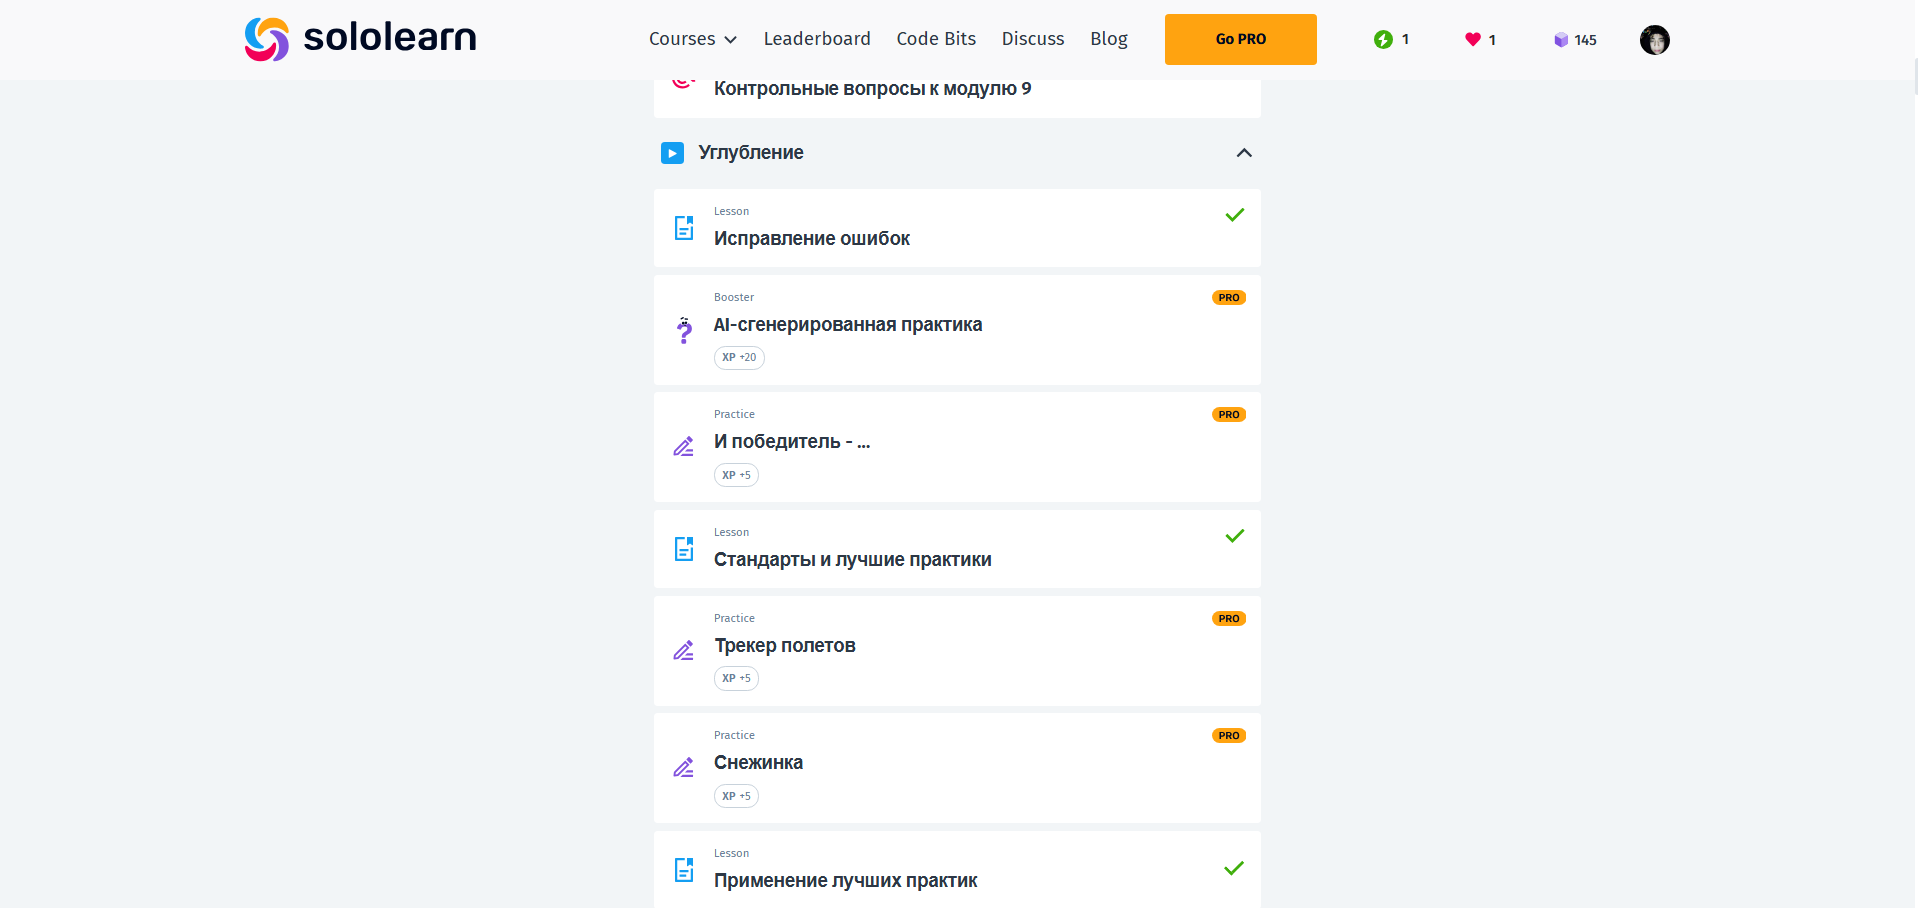 sololearn
Courses Leaderboard Code Bits Discuss Blog Go PRO 1 1 145
Контрольные вопросы к модулю 9
Углубление
Lesson
Исправление ошибок
Booster PRO
AI-сгенерированная практика
XP +20
Practice PRO
И победитель - ...
XP +5
Lesson
Стандарты и лучшие практики
Practice PRO
Трекер полетов
XP +5
Practice PRO
Снежинка
XP +5
Lesson
Применение лучших практик